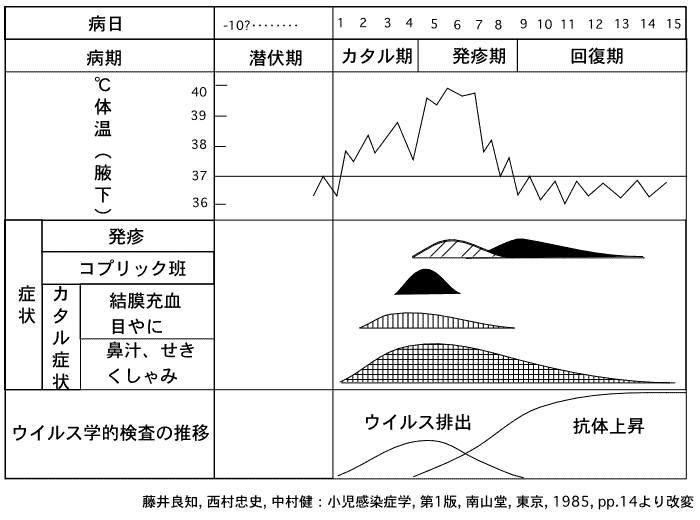 病日 -10?‥‥‥‥ 1 2 3 4 5 6 7 8 9 10 11 12 13 14 15
病期 潜伏期 カタル期 発疹期 回復期
℃体温（腋下）
40
39
38
37
36
症状
発疹
コプリック班
カタル症状
結膜充血
目やに
鼻汁、せき
くしゃみ
ウイルス学的検査の推移
ウイルス排出
抗体上昇
藤井良知, 西村忠史, 中村健：小児感染症学, 第1版, 南山堂, 東京, 1985, pp.14より改変